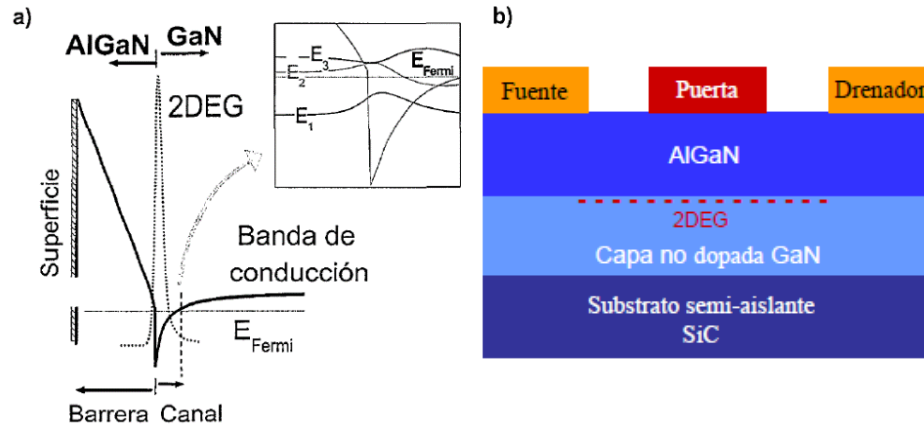 a)
AlGaN GaN
2DEG
E3
E2
EFermi
E1
Superficie
Banda de
conducción
EFermi
Barrera Canal
b)
Fuente
Puerta
Drenador
AlGaN
2DEG
Capa no dopada GaN
Substrato semi-aislante
SiC